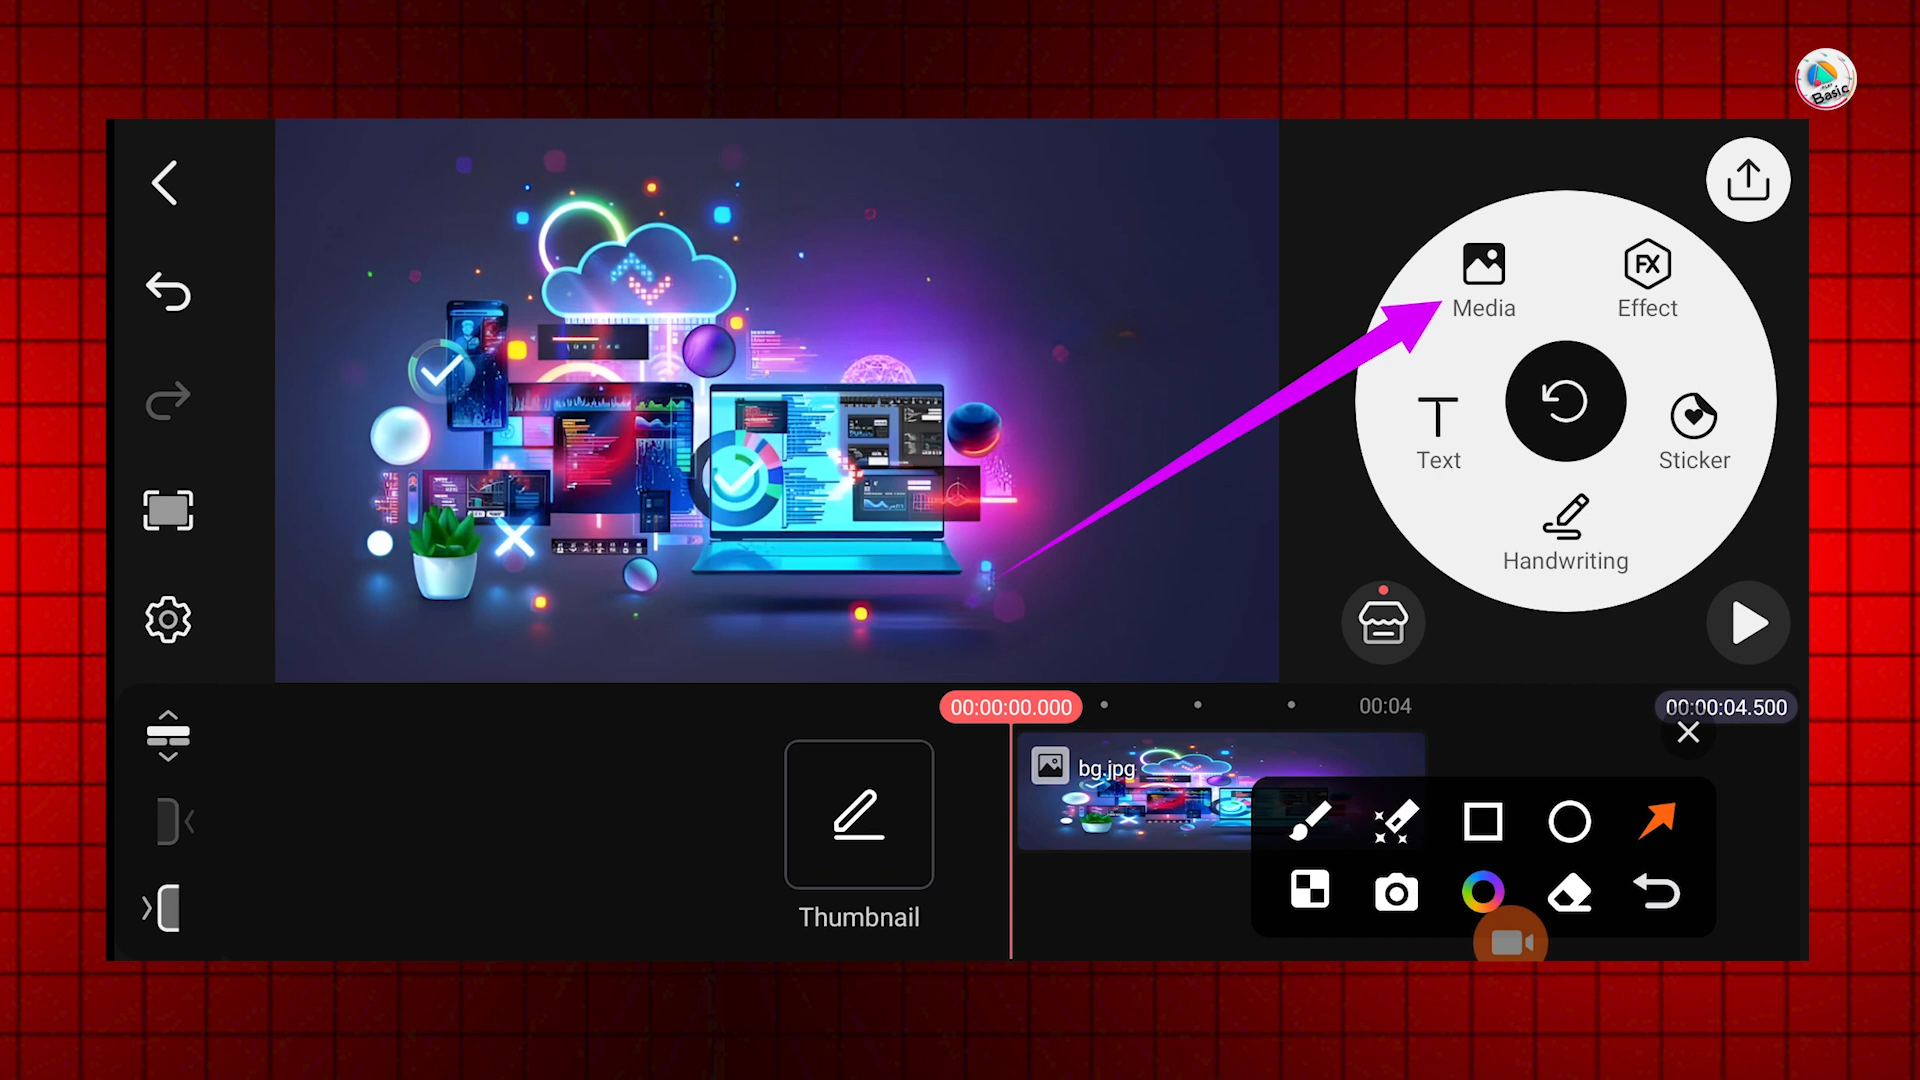 Basic
Media
FX
Effect
Text
Sticker
Handwriting
00:00:00.000
00:04
00:00:04.500
bg.jpg
Thumbnail